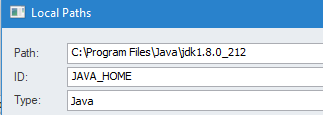 Local Paths
Path: C:\Program Files\Java\jdk1.8.0_212
ID: JAVA_HOME
Type: Java